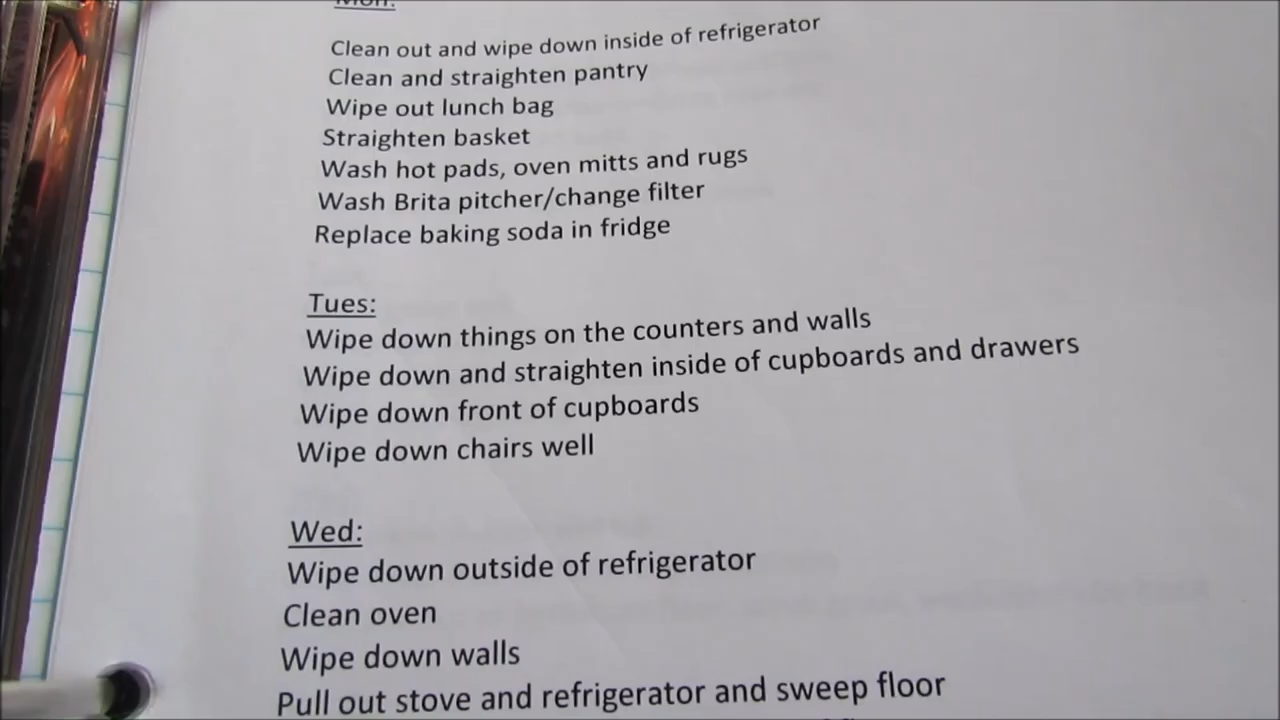 Mon:
Clean out and wipe down inside of refrigerator
Clean and straighten pantry
Wipe out lunch bag
Straighten basket
Wash hot pads, oven mitts and rugs
Wash Brita pitcher/change filter
Replace baking soda in fridge
Tues:
Wipe down things on the counters and walls
Wipe down and straighten inside of cupboards and drawers
Wipe down front of cupboards
Wipe down chairs well
Wed:
Wipe down outside of refrigerator
Clean oven
Wipe down walls
Pull out stove and refrigerator and sweep floor